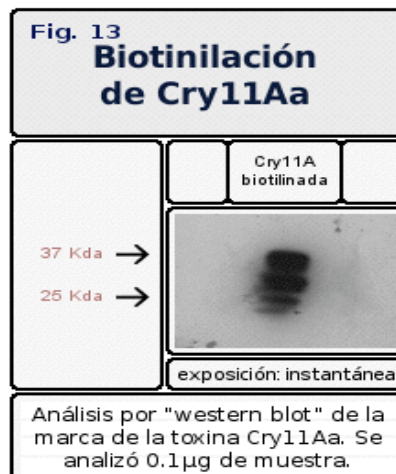 Fig. 13
Biotinilación
de Cry11Aa
Cry11A
biotilinada
37 Kda
25 Kda
exposición: instantánea
Análisis por "western blot" de la
marca de la toxina Cry11Aa. Se
analizó 0.1µg de muestra.